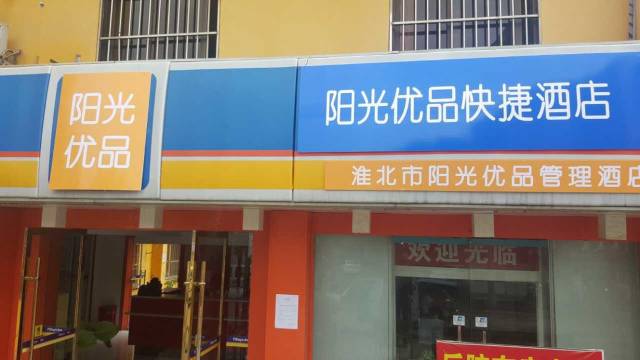 阳光
优品
阳光优品快捷酒店
淮北市阳光优品管理酒店
欢迎光临